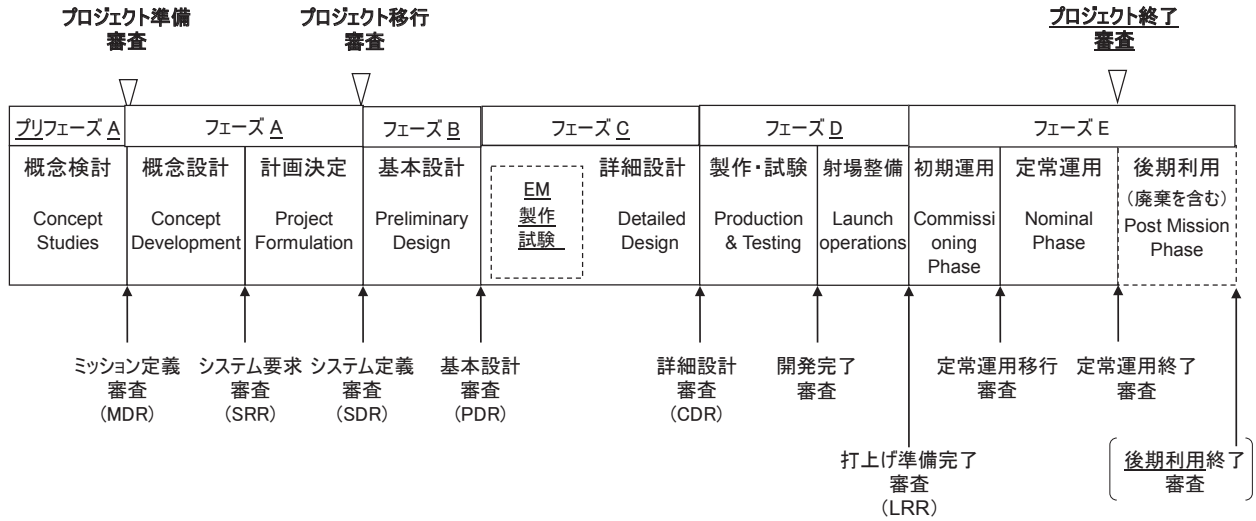 プロジェクト準備
審査
プロジェクト移行
審査
プロジェクト終了
審査
プリフェーズ A
フェーズ A
フェーズ B
フェーズ C
フェーズ D
フェーズ E
概念検討
Concept
Studies
概念設計
Concept
Development
計画決定
Project
Formulation
基本設計
Preliminary
Design
EM
製作
試験
詳細設計
Detailed
Design
製作・試験
Production
& Testing
射場整備
Launch
operations
初期運用
Commissi
oning
Phase
定常運用
Nominal
Phase
後期利用
(廃棄を含む)
Post Mission
Phase
ミッション定義
審査
(MDR)
システム要求
審査
(SRR)
システム定義
審査
(SDR)
基本設計
審査
(PDR)
詳細設計
審査
(CDR)
開発完了
審査
打上げ準備完了
審査
(LRR)
定常運用移行
審査
定常運用終了
審査
後期利用終了
審査